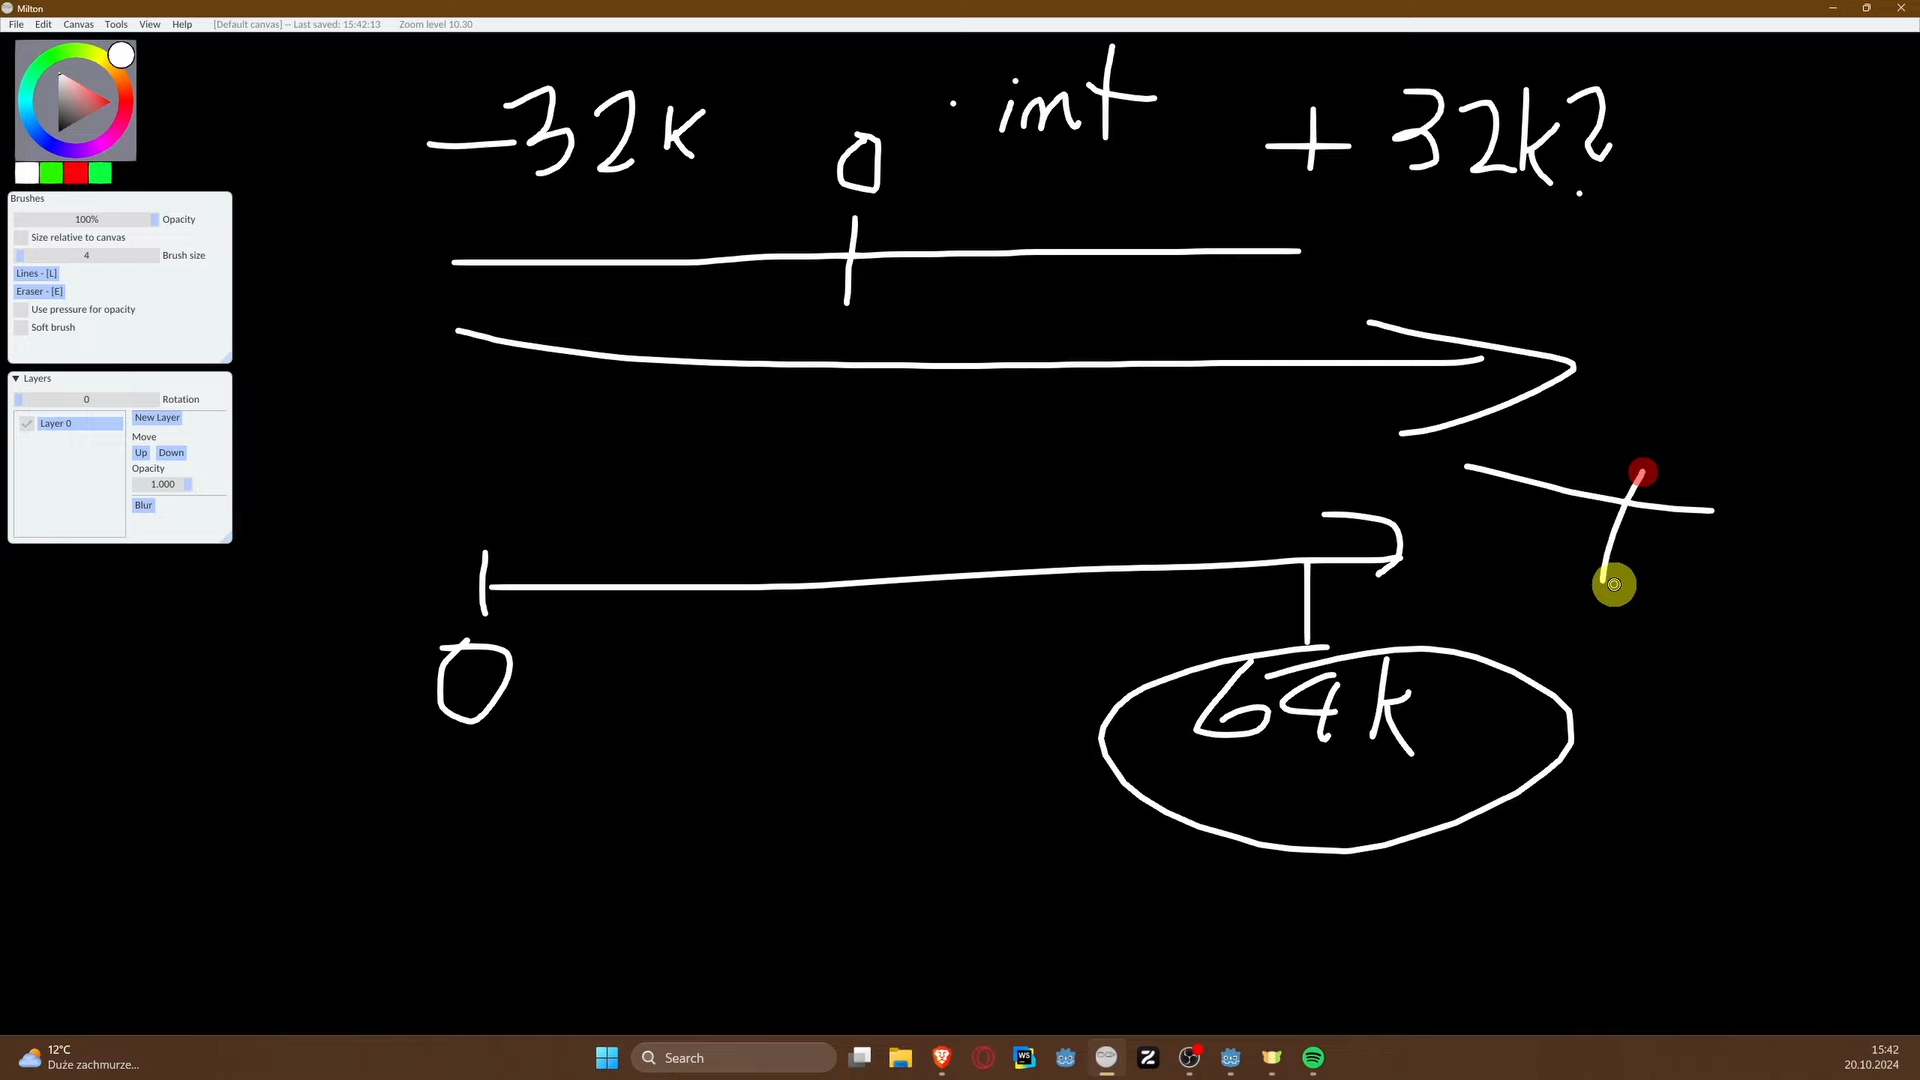 Milton
File Edit Canvas Tools View Help [Default canvas] -- Last saved: 15:42:13 Zoom level 10.30
-32k 0 int +32k?
Brushes
100% Opacity
Size relative to canvas
4 Brush size
Lines - [L]
Eraser - [E]
Use pressure for opacity
Soft brush
Layers
0 Rotation
Layer 0
New Layer
Move
Up Down
Opacity
1.000
Blur
0
64k
12°C
Duże zachmurze...
Search
WS
15:42
20.10.2024